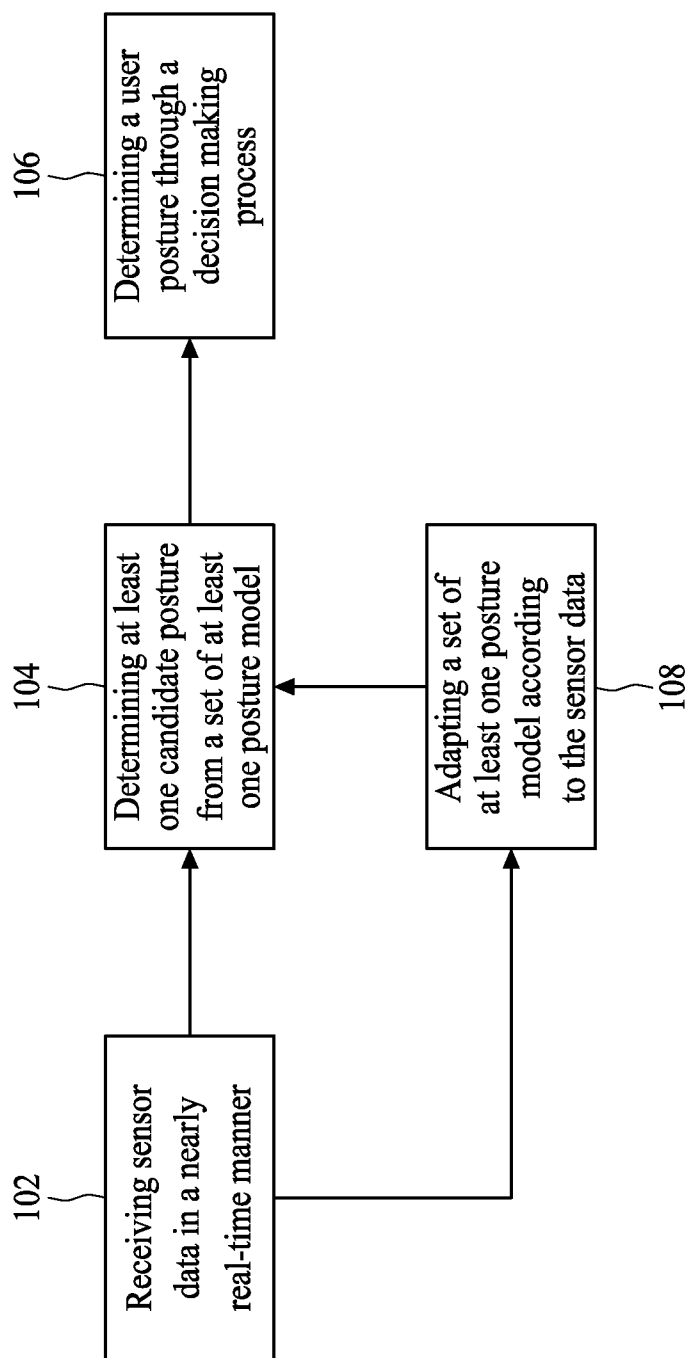 102
Receiving sensor
data in a nearly
real-time manner
104
Determining at least
one candidate posture
from a set of at least
one posture model
106
Determining a user
posture through a
decision making
process
Adapting a set of
at least one posture
model according
to the sensor data
108